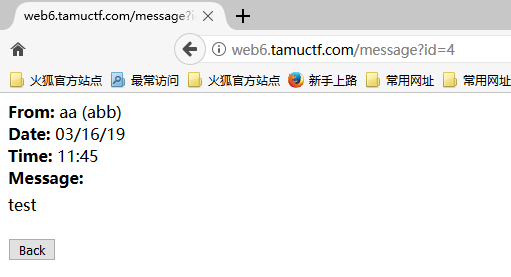 web6.tamuctf.com/message?i
web6.tamuctf.com/message?id=4
火狐官方站点 最常访问 火狐官方站点 新手上路 常用网址 常用网址
From: aa (abb)
Date: 03/16/19
Time: 11:45
Message:
test
Back